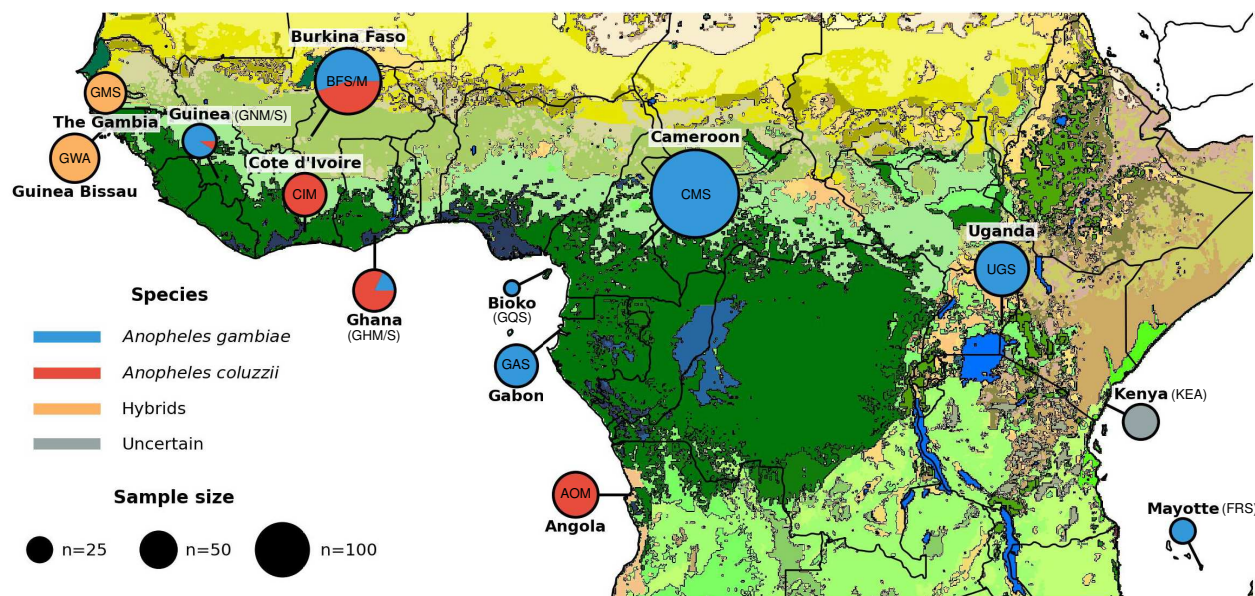 Burkina Faso
BFS/M
GMS
The Gambia
Guinea (GNM/S)
GWA
Guinea Bissau
Cote d'Ivoire
CIM
Cameroon
CMS
Uganda
UGS
Ghana
(GHM/S)
Bioko
(GQS)
GAS
Gabon
Kenya (KEA)
AOM
Angola
Mayotte (FRS)
Species
Anopheles gambiae
Anopheles coluzzii
Hybrids
Uncertain
Sample size
n=25 n=50 n=100